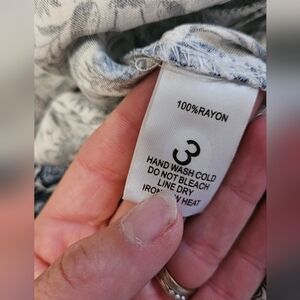 100%RAYON
3
HAND WASH COLD
DO NOT BLEACH
LINE DRY
IRON HEAT